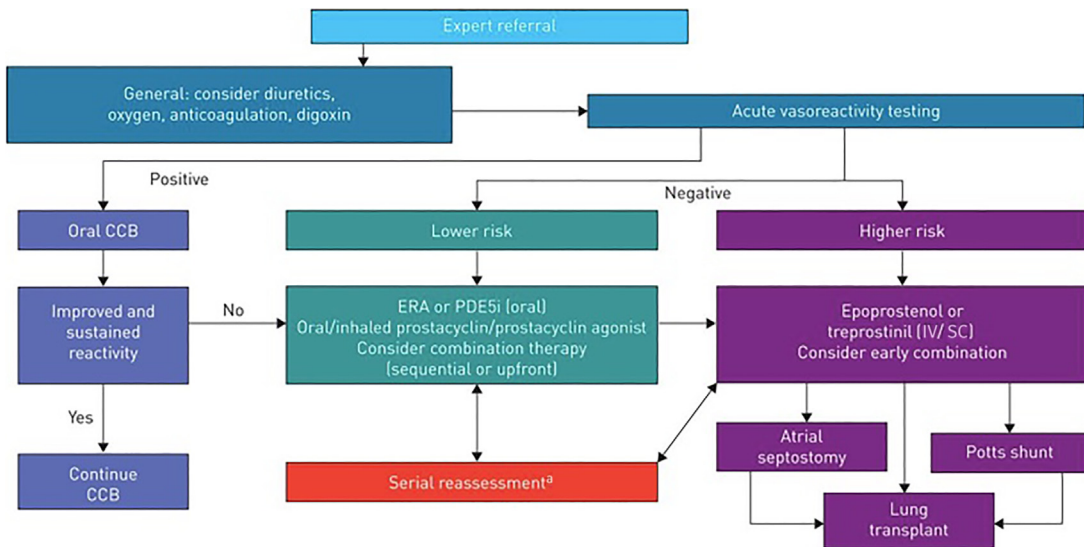 Expert referral
General: consider diuretics,
oxygen, anticoagulation, digoxin
Acute vasoreactivity testing
Positive
Negative
Oral CCB
Lower risk
Higher risk
Improved and
sustained
reactivity
No
ERA or PDE5i (oral)
Oral/inhaled prostacyclin/prostacyclin agonist
Consider combination therapy
(sequential or upfront)
Epoprostenol or
treprostinil (IV/ SC)
Consider early combination
Yes
Continue
CCB
Serial reassessmentᵃ
Atrial
septostomy
Potts shunt
Lung
transplant